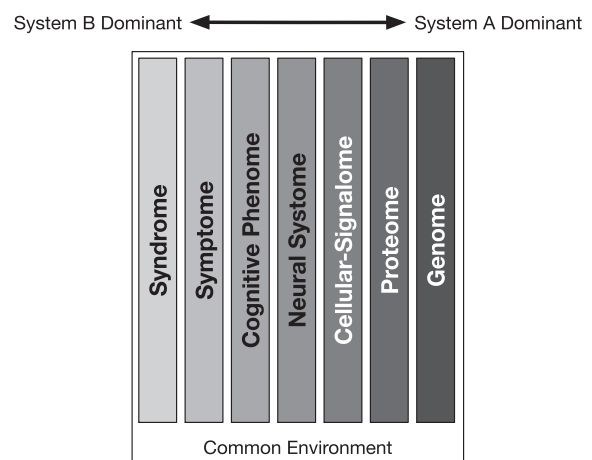 System B Dominant
System A Dominant
Syndrome
Symptome
Cognitive Phenome
Neural Systome
Cellular-Signalome
Proteome
Genome
Common Environment